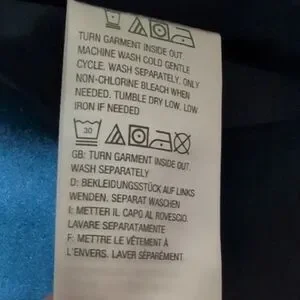 TURN GARMENT INSIDE OUT.
MACHINE WASH COLD GENTLE
CYCLE. WASH SEPARATELY. ONLY
NON-CHLORINE BLEACH WHEN
NEEDED. TUMBLE DRY LOW, LOW
IRON IF NEEDED
30
GB: TURN GARMENT INSIDE OUT.
WASH SEPARATELY
D: BEKLEIDUNGSSTÜCK AUF LINKS
WENDEN. SEPARAT WASCHEN
I: METTER IL CAPO AL ROVESCIO.
LAVARE SEPARATAMENTE
F: METTRE LE VÊTEMENT À
L'ENVERS. LAVER SÉPARÉMENT